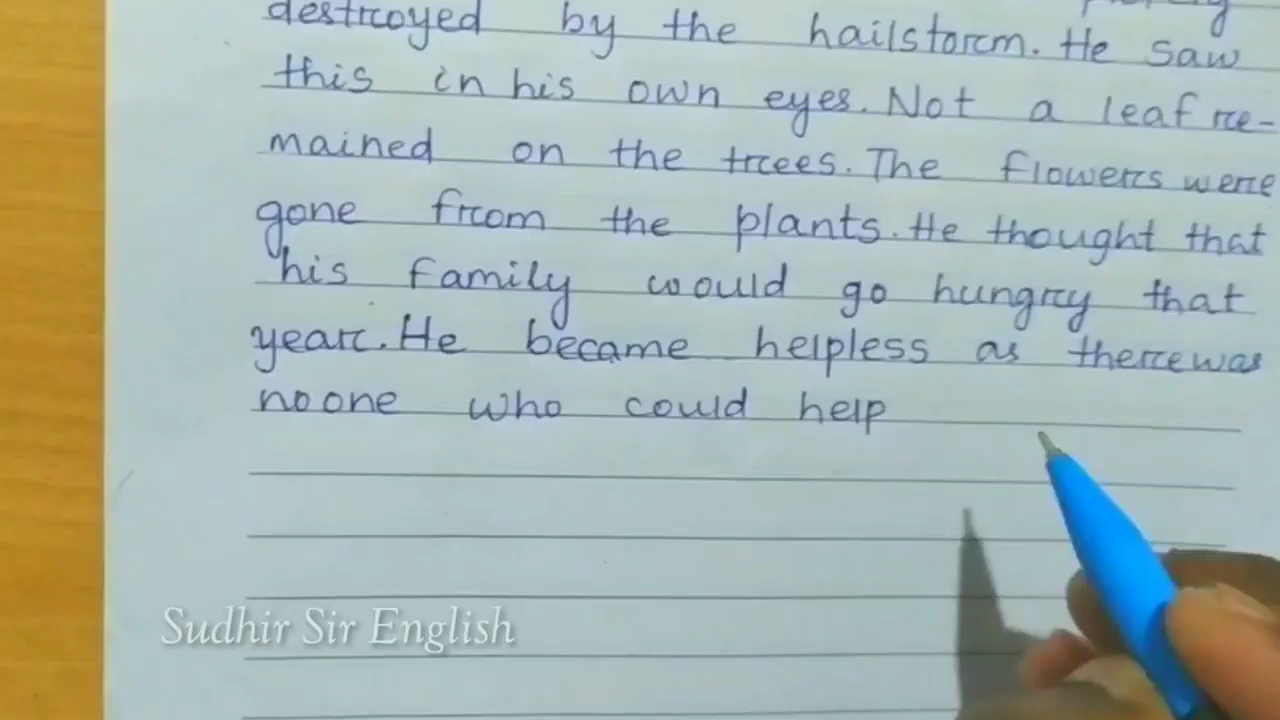 destroyed by the hailstorm. He saw
this in his own eyes. Not a leaf re-
mained on the trees. The flowers were
gone from the plants. He thought that
his family would go hungry that
year. He became helpless as there was
no one who could help
Sudhir Sir English